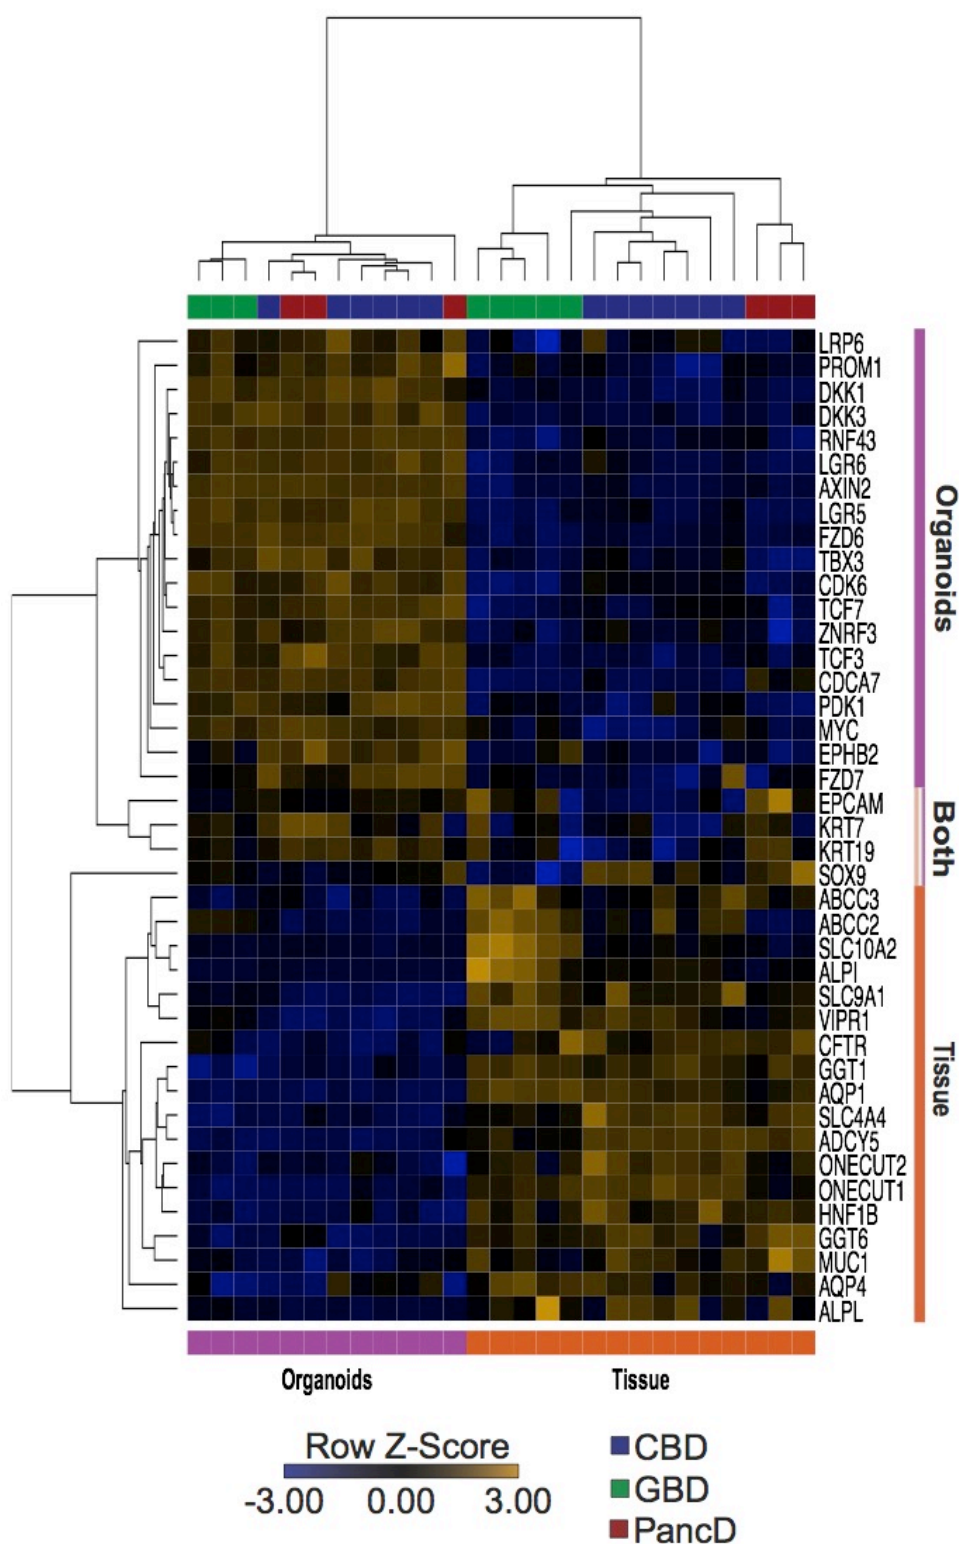 LRP6
PROM1
DKK1
DKK3
RNF43
LGR6
AXIN2
LGR5
FZD6
TBX3
CDK6
TCF7
ZNRF3
TCF3
CDCA7
PDK1
MYC
EPHB2
FZD7
EPCAM
KRT7
KRT19
SOX9
ABCC3
ABCC2
SLC10A2
ALPI
SLC9A1
VIPR1
CFTR
GGT1
AQP1
SLC4A4
ADCY5
ONECUT2
ONECUT1
HNF1B
GGT6
MUC1
AQP4
ALPL
Organoids
Both
Tissue
Organoids
Tissue
Row Z-Score
-3.00 0.00 3.00
CBD
GBD
PancD